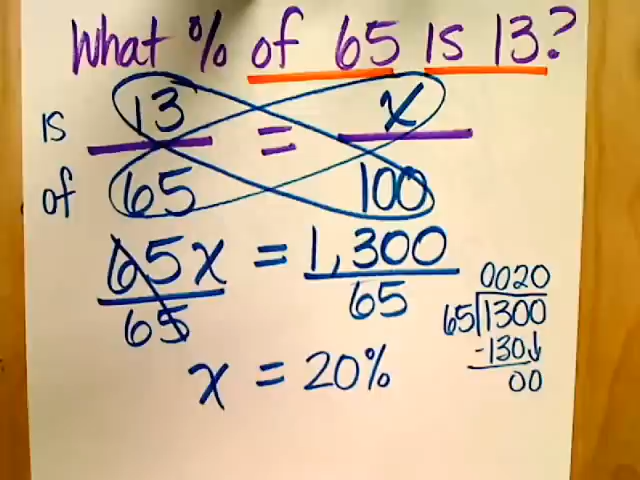 What % of 65 is 13?
is 13 = x
of 65 100
65x = 1,300
65 65
x = 20%
0020
65 1300
-130↓
00